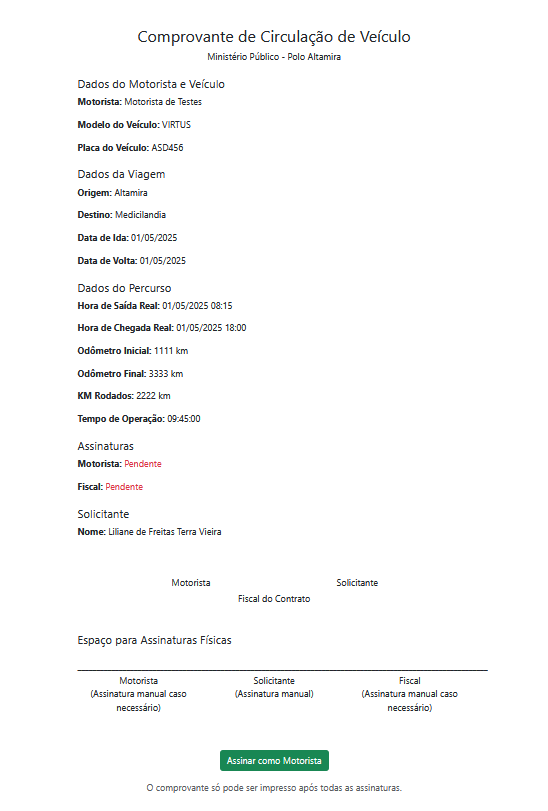 Comprovante de Circulação de Veículo
Ministério Público - Polo Altamira
Dados do Motorista e Veículo
Motorista: Motorista de Testes
Modelo do Veículo: VIRTUS
Placa do Veículo: ASD456
Dados da Viagem
Origem: Altamira
Destino: Medicilandia
Data de Ida: 01/05/2025
Data de Volta: 01/05/2025
Dados do Percurso
Hora de Saída Real: 01/05/2025 08:15
Hora de Chegada Real: 01/05/2025 18:00
Odômetro Inicial: 1111 km
Odômetro Final: 3333 km
KM Rodados: 2222 km
Tempo de Operação: 09:45:00
Assinaturas
Motorista: Pendente
Fiscal: Pendente
Solicitante
Nome: Liliane de Freitas Terra Vieira
Motorista Solicitante
Fiscal do Contrato
Espaço para Assinaturas Físicas
Motorista Solicitante Fiscal
(Assinatura manual caso (Assinatura manual) (Assinatura manual caso
necessário) necessário)
Assinar como Motorista
O comprovante só pode ser impresso após todas as assinaturas.